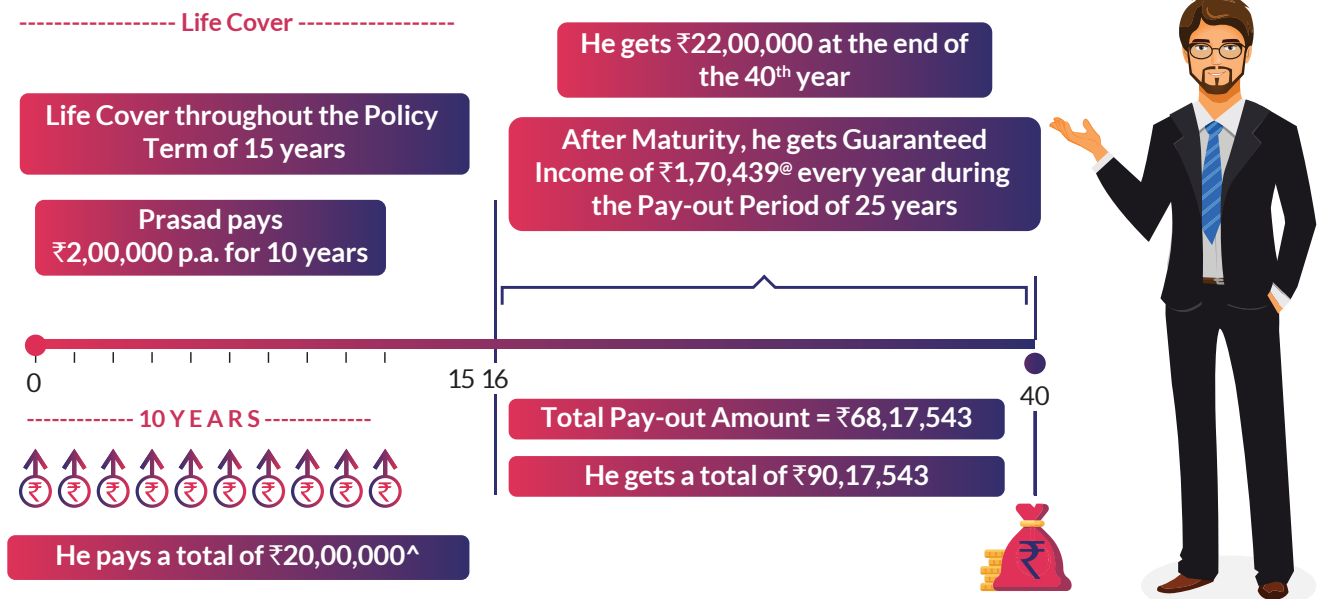 ----------------- Life Cover -----------------
Life Cover throughout the Policy
Term of 15 years
Prasad pays
₹2,00,000 p.a. for 10 years
He gets ₹22,00,000 at the end of
the 40th year
After Maturity, he gets Guaranteed
Income of ₹1,70,439@ every year during
the Pay-out Period of 25 years
0
15 16
40
------------- 10 YEARS -------------
₹ ₹ ₹ ₹ ₹ ₹ ₹ ₹ ₹ ₹
He pays a total of ₹20,00,000^
Total Pay-out Amount = ₹68,17,543
He gets a total of ₹90,17,543
₹